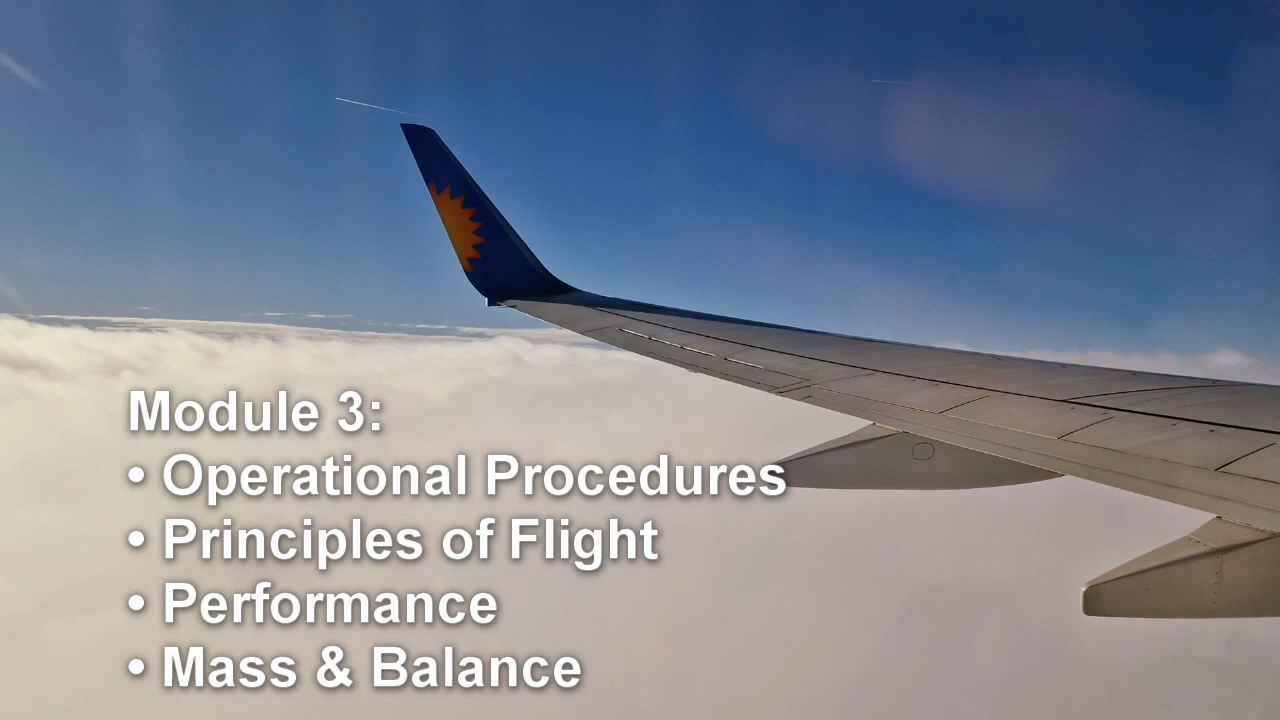 Module 3:
• Operational Procedures
• Principles of Flight
• Performance
• Mass & Balance